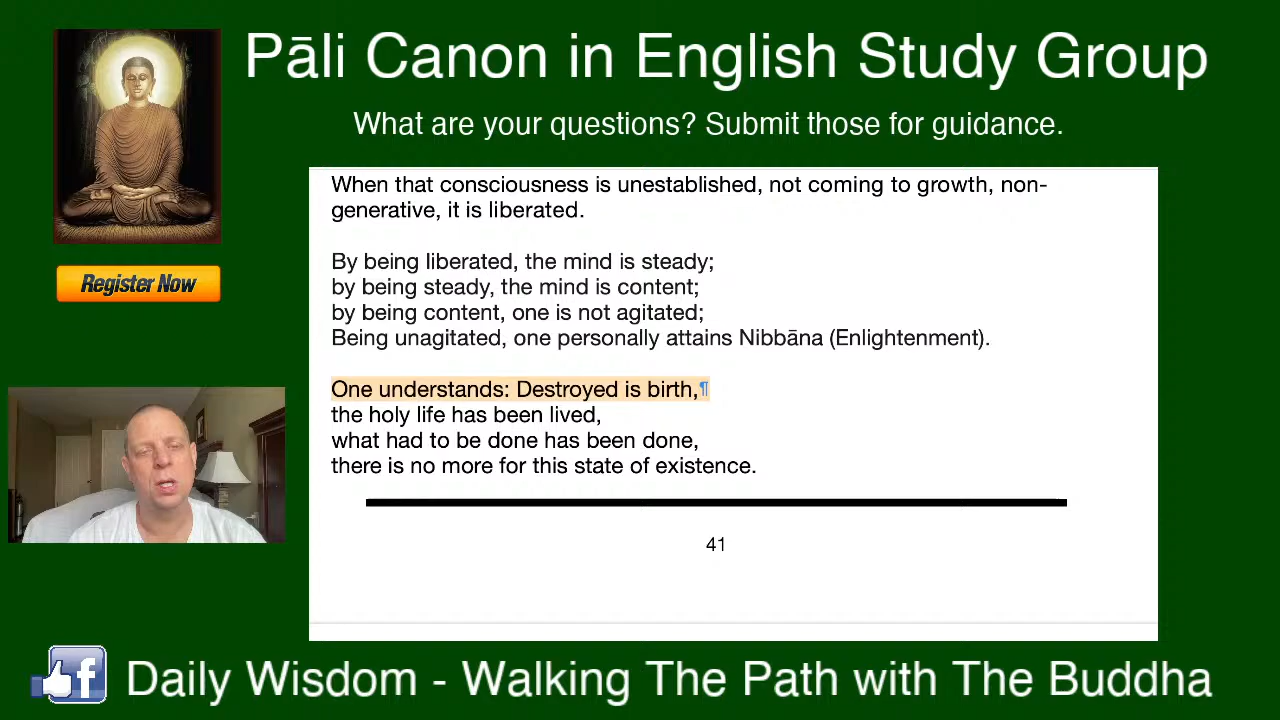 Pāli Canon in English Study Group
What are your questions? Submit those for guidance.
Register Now
When that consciousness is unestablished, not coming to growth, non-
generative, it is liberated.
By being liberated, the mind is steady;
by being steady, the mind is content;
by being content, one is not agitated;
Being unagitated, one personally attains Nibbāna (Enlightenment).
One understands: Destroyed is birth,¶
the holy life has been lived,
what had to be done has been done,
there is no more for this state of existence.
41
f
Daily Wisdom - Walking The Path with The Buddha